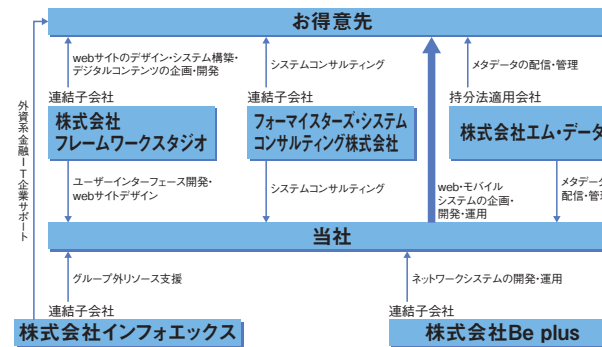 お得意先
webサイトのデザイン・システム構築・
デジタルコンテンツの企画・開発
システムコンサルティング
メタデータの配信・管理
連結子会社
株式会社
フレームワークスタジオ
連結子会社
フォーマイスターズ・システム
コンサルティング株式会社
持分法適用会社
株式会社エム・データ
外資系金融IT企業サポート
ユーザーインターフェース開発・
webサイトデザイン
システムコンサルティング
web・モバイル
システムの企画・
開発・運用
メタデータ
配信・管
当社
グループ外リソース支援
ネットワークシステムの開発・運用
連結子会社
株式会社インフォエックス
連結子会社
株式会社Be plus